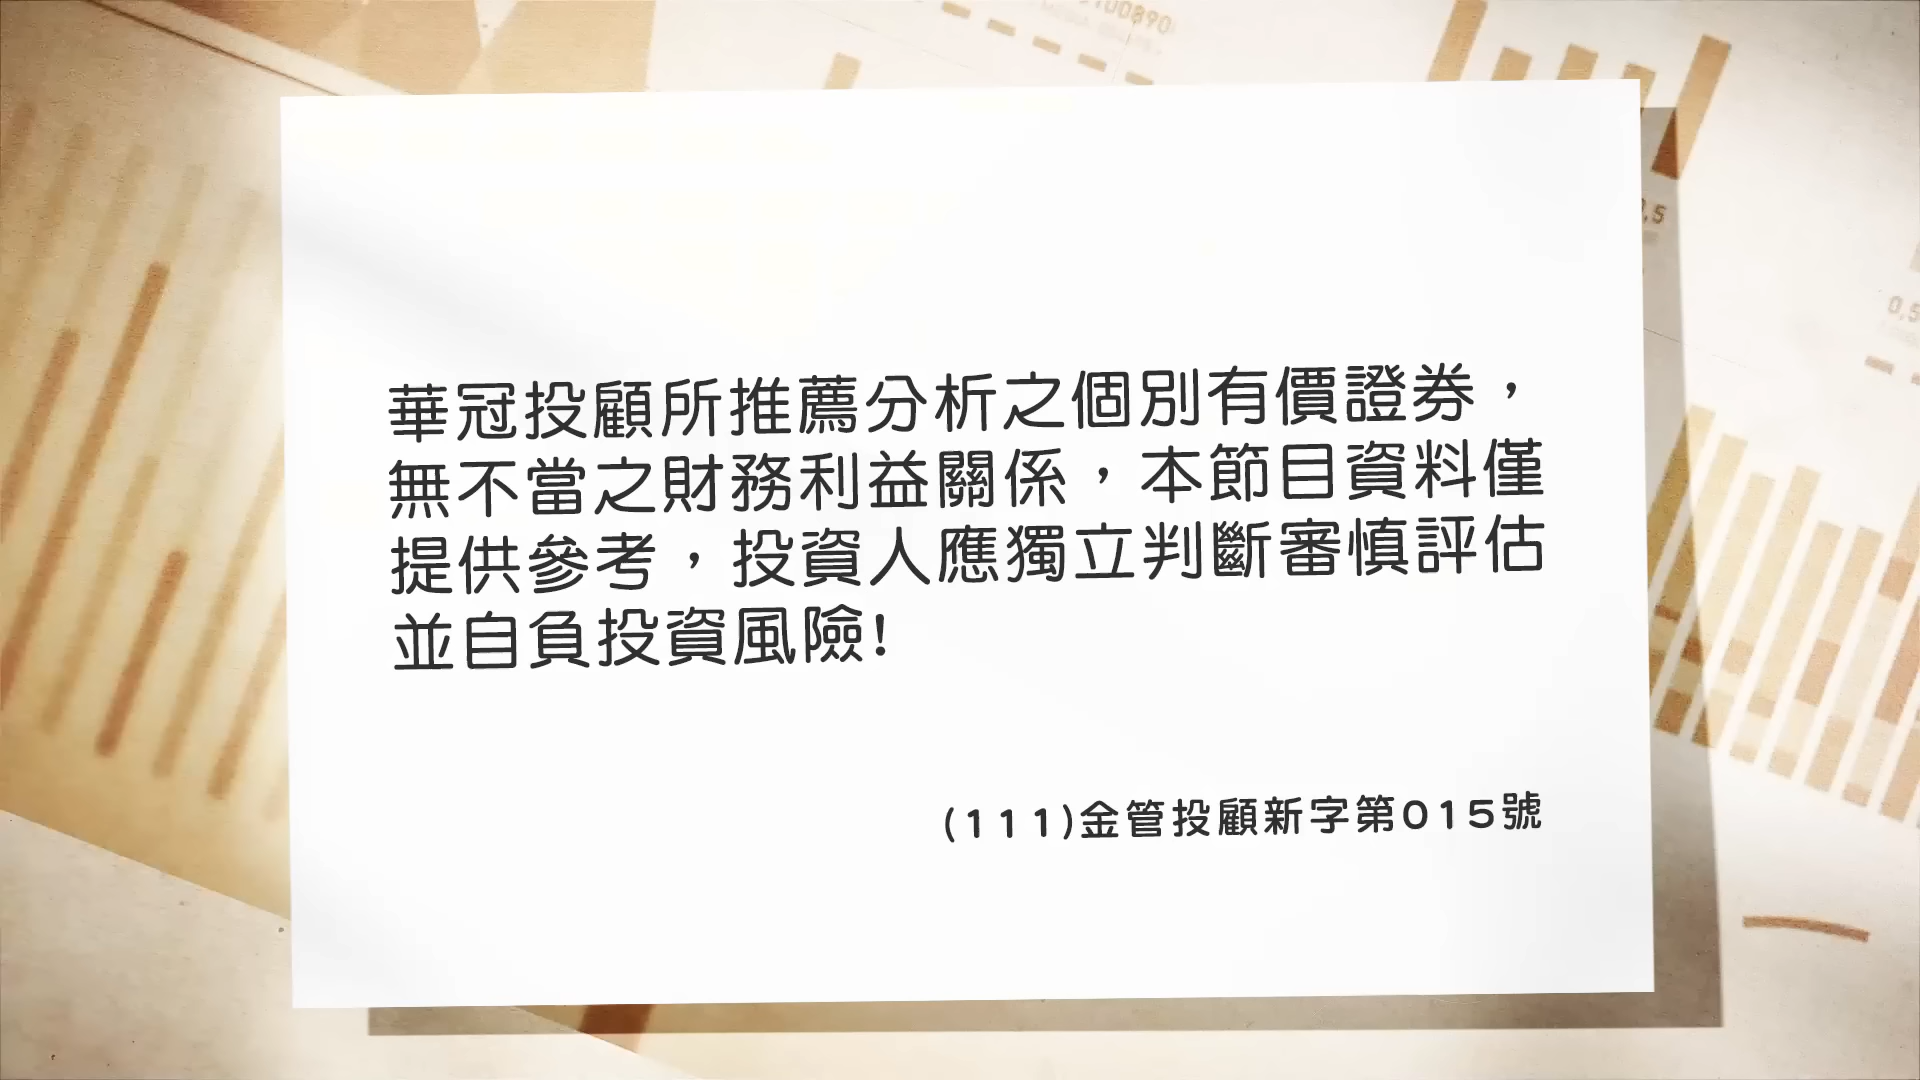 華冠投顧所推薦分析之個別有價證券，
無不當之財務利益關係，本節目資料僅
提供參考，投資人應獨立判斷審慎評估
並自負投資風險!
(111)金管投顧新字第015號